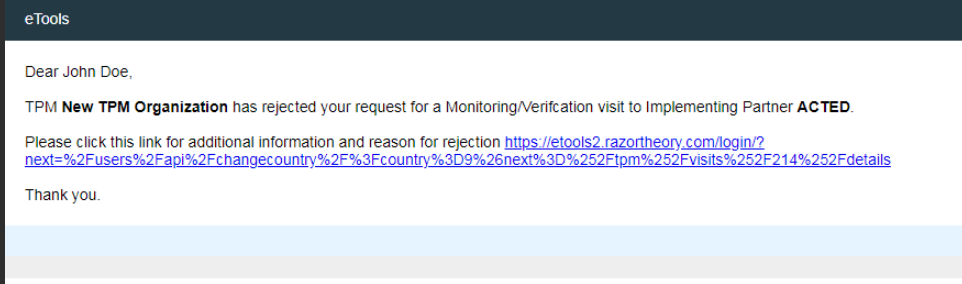 eTools
Dear John Doe,
TPM New TPM Organization has rejected your request for a Monitoring/Verifcation visit to Implementing Partner ACTED.
Please click this link for additional information and reason for rejection https://etools2.razortheory.com/login/?
next=%2Fusers%2Fapi%2Fchangecountry%2F%3Fcountry%3D9%26next%3D%252Ftpm%252Fvisits%252F214%252Fdetails
Thank you.